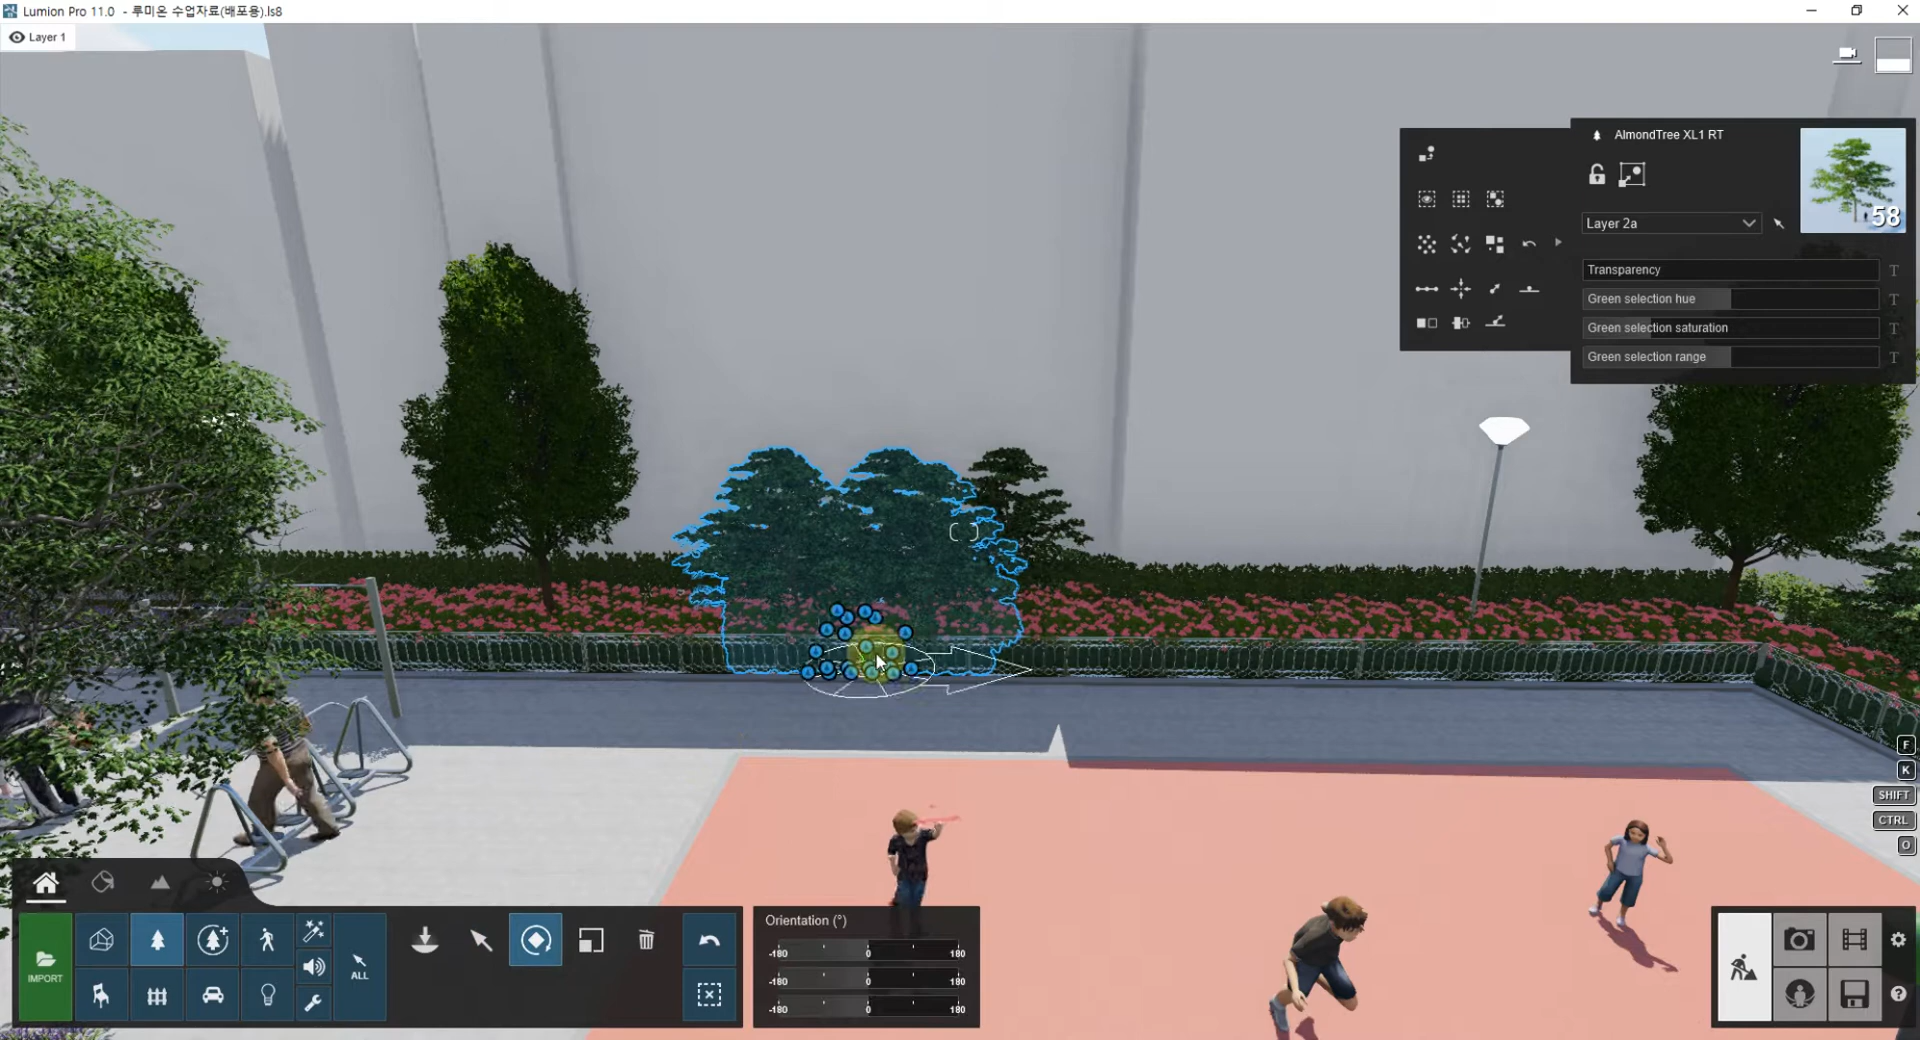 Lumion Pro 11.0 - 루미온 수업자료(배포용).ls8
Layer 1
AlmondTree XL1 RT
58
Layer 2a
Transparency T
Green selection hue T
Green selection saturation T
Green selection range T
F
K
SHIFT
CTRL
O
IMPORT
ALL
Orientation (°)
-180 0 180
-180 0 180
-180 0 180
?